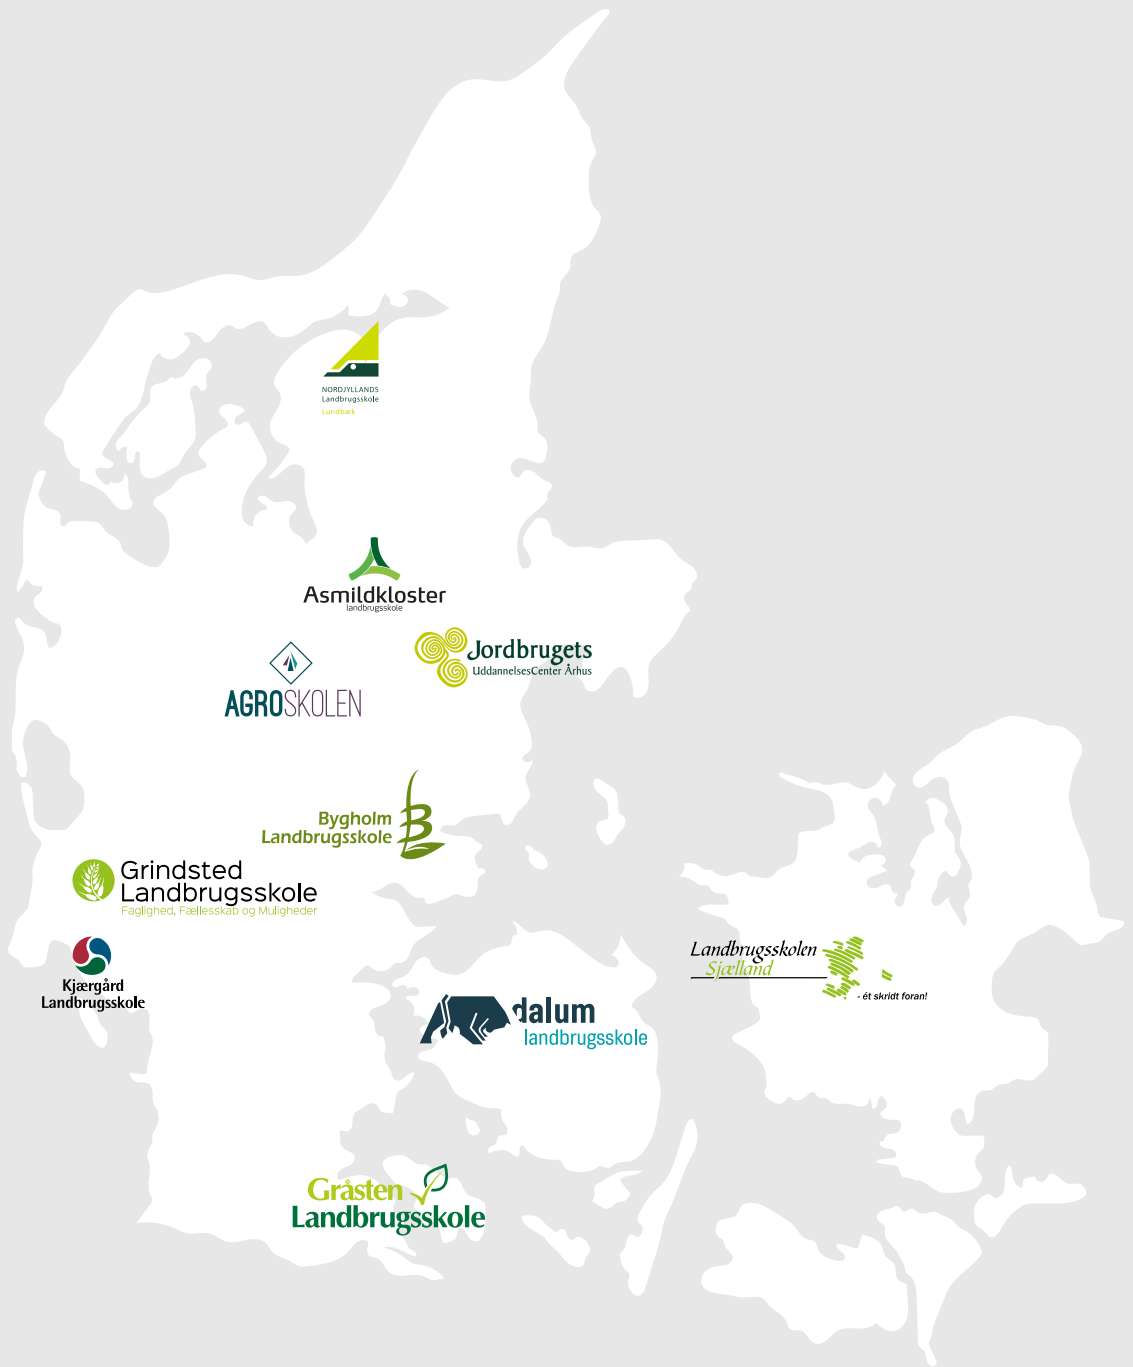 NORDJYLLANDS
Landbrugsskole
Lundbæk
Asmildkloster
landbrugsskole
Jordbrugets
UddannelsesCenter Århus
AGROSKOLEN
Bygholm
Landbrugsskole
Grindsted
Landbrugsskole
Faglighed, Fællesskab og Muligheder
Kjærgård
Landbrugsskole
Landbrugsskolen
Sjælland
- ét skridt foran!
dalum
landbrugsskole
Gråsten
Landbrugsskole